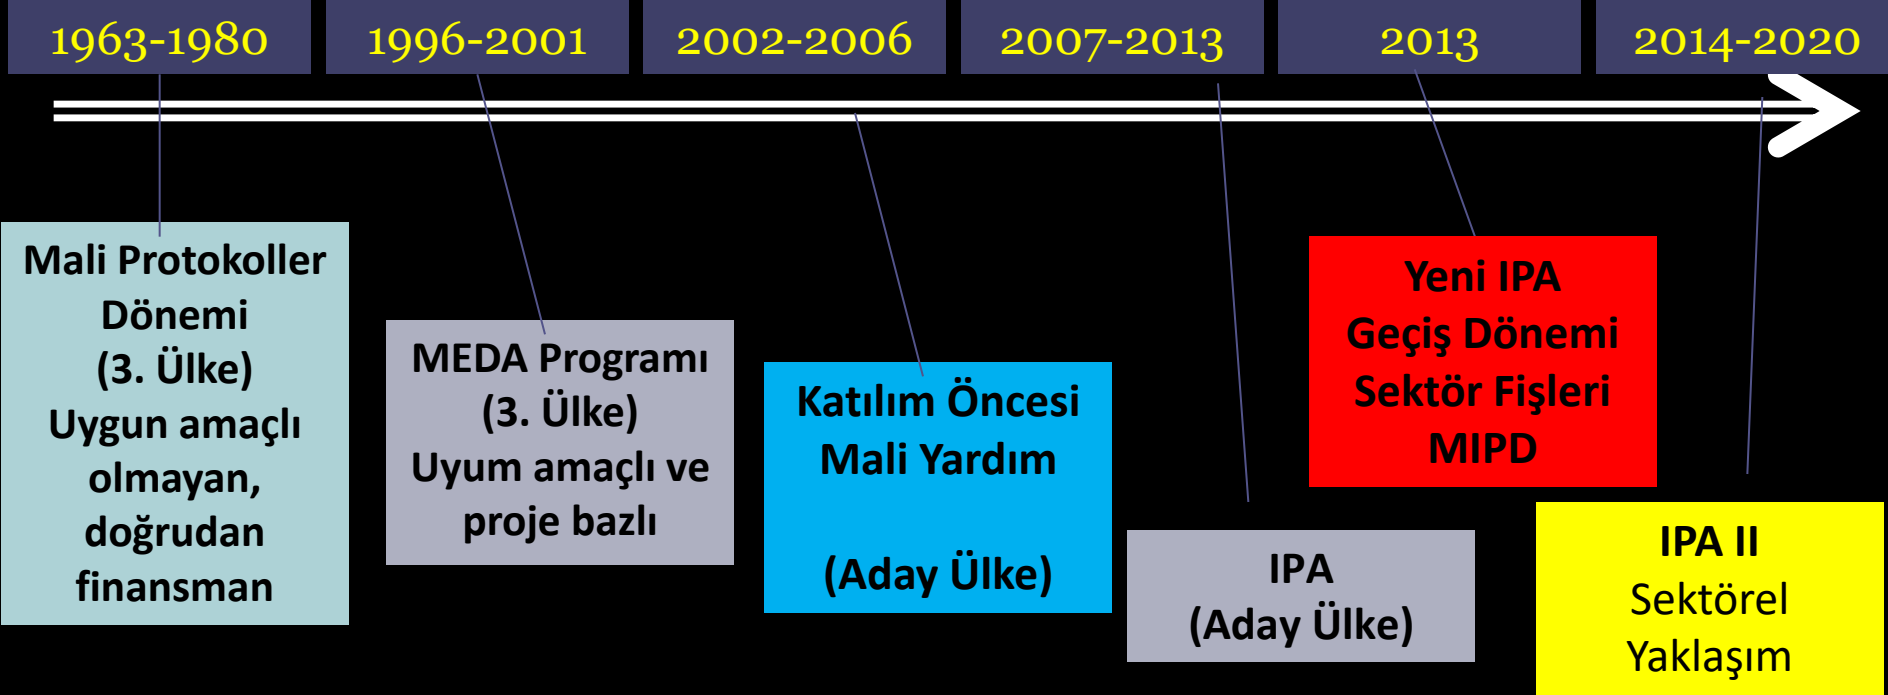 1963-1980
1996-2001
2002-2006
2007-2013
2013
2014-2020
Mali Protokoller
Dönemi
(3. Ülke)
Uygun amaçlı
olmayan,
doğrudan
finansman
MEDA Programı
(3. Ülke)
Uyum amaçlı ve
proje bazlı
Katılım Öncesi
Mali Yardım
(Aday Ülke)
IPA
(Aday Ülke)
Yeni IPA
Geçiş Dönemi
Sektör Fişleri
MIPD
IPA II
Sektörel
Yaklaşım